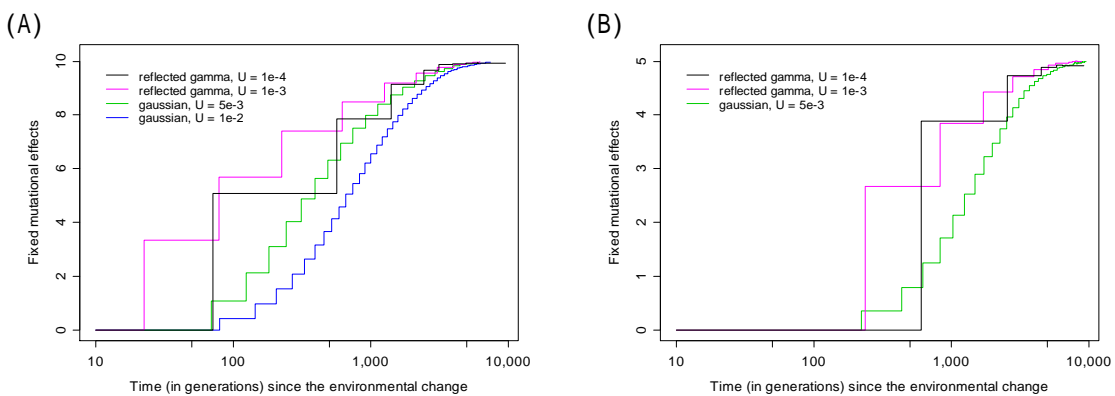 (A)
reflected gamma, U = 1e-4
reflected gamma, U = 1e-3
gaussian, U = 5e-3
gaussian, U = 1e-2
Fixed mutational effects
0
2
4
6
8
10
10
100
1,000
10,000
Time (in generations) since the environmental change
(B)
reflected gamma, U = 1e-4
reflected gamma, U = 1e-3
gaussian, U = 5e-3
Fixed mutational effects
0
1
2
3
4
5
10
100
1,000
10,000
Time (in generations) since the environmental change